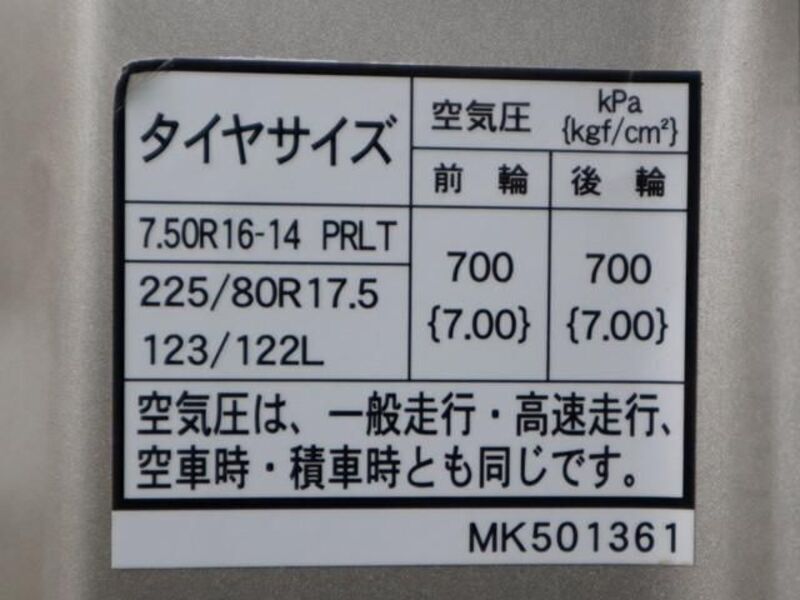 タイヤサイズ
空気圧 kPa
{kgf/cm²}
前輪 後輪
7.50R16-14 PRLT
225/80R17.5
123/122L
700 700
{7.00} {7.00}
空気圧は、一般走行・高速走行、
空車時・積車時とも同じです。
MK501361